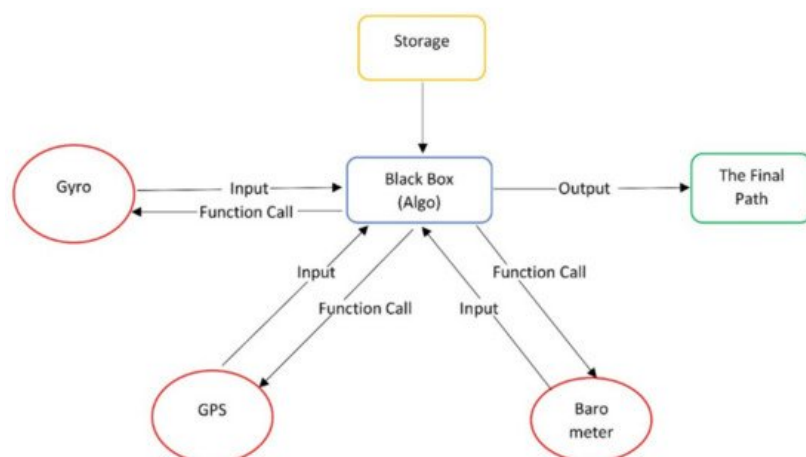 Storage
Gyro
Input
Function Call
Black Box
(Algo)
Output
The Final
Path
Input
Function Call
Function Call
Input
GPS
Baro
meter